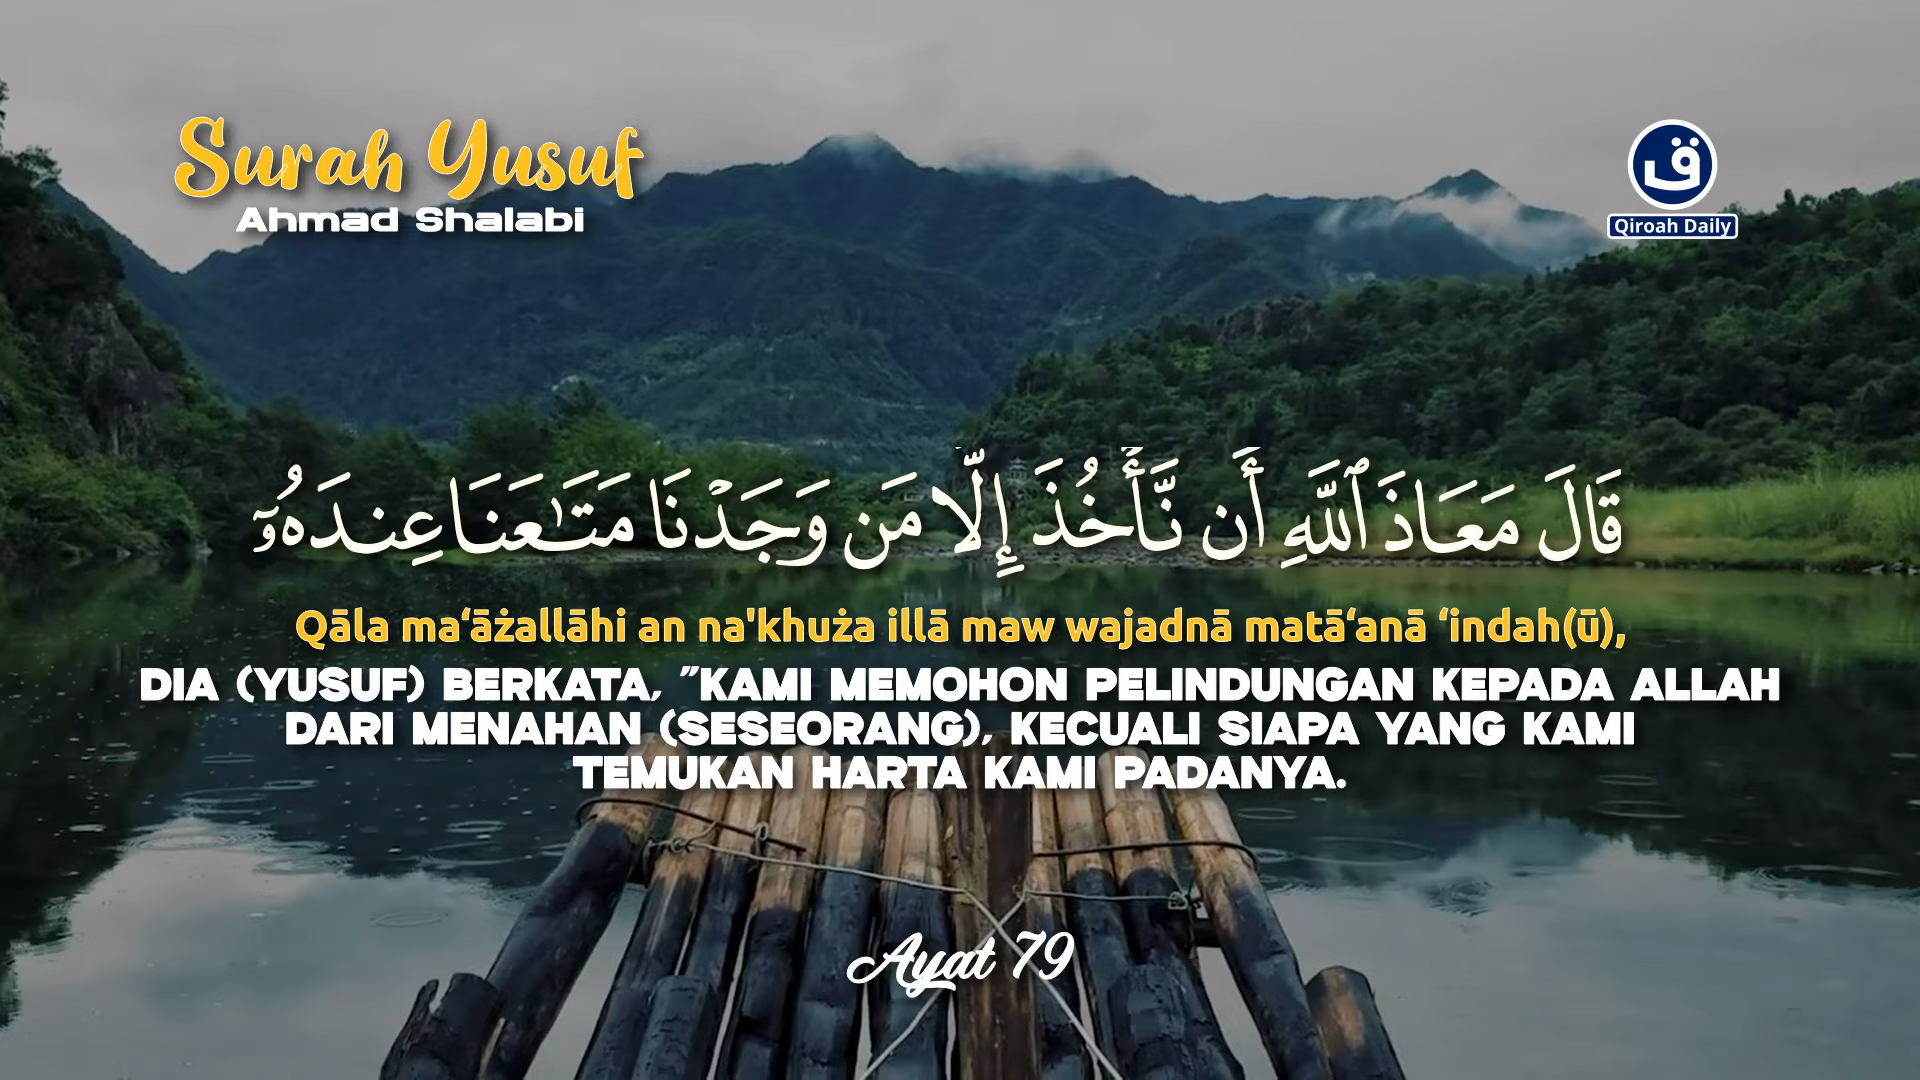 Surah Yusuf
Ahmad Shalabi
ق
Qiroah Daily
قَالَ مَعَاذَ ٱللَّهِ أَن نَّأْخُذَ إِلَّا مَن وَجَدْنَا مَتَـٰعَنَا عِندَهُۥٓ
Qāla ma‘āżallāhi an na'khuża illā maw wajadnā matā‘anā ‘indah(ū),
DIA (YUSUF) BERKATA, "KAMI MEMOHON PELINDUNGAN KEPADA ALLAH
DARI MENAHAN (SESEORANG), KECUALI SIAPA YANG KAMI
TEMUKAN HARTA KAMI PADANYA.
Ayat 79